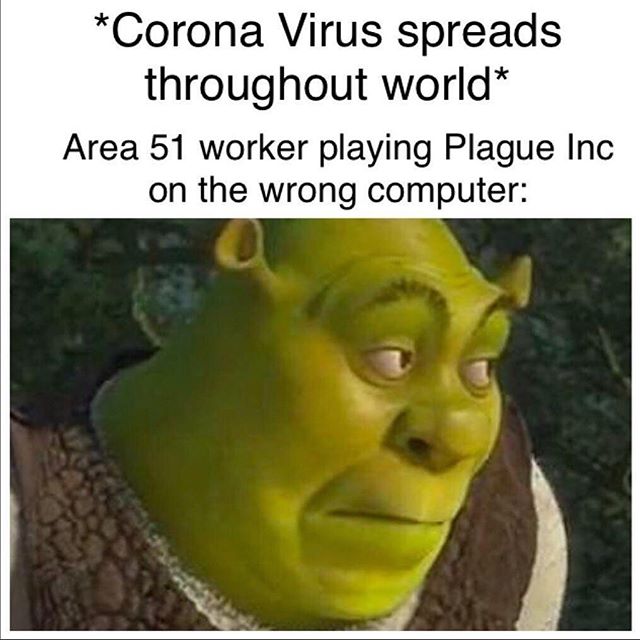 *Corona Virus spreads
throughout world*
Area 51 worker playing Plague Inc
on the wrong computer: